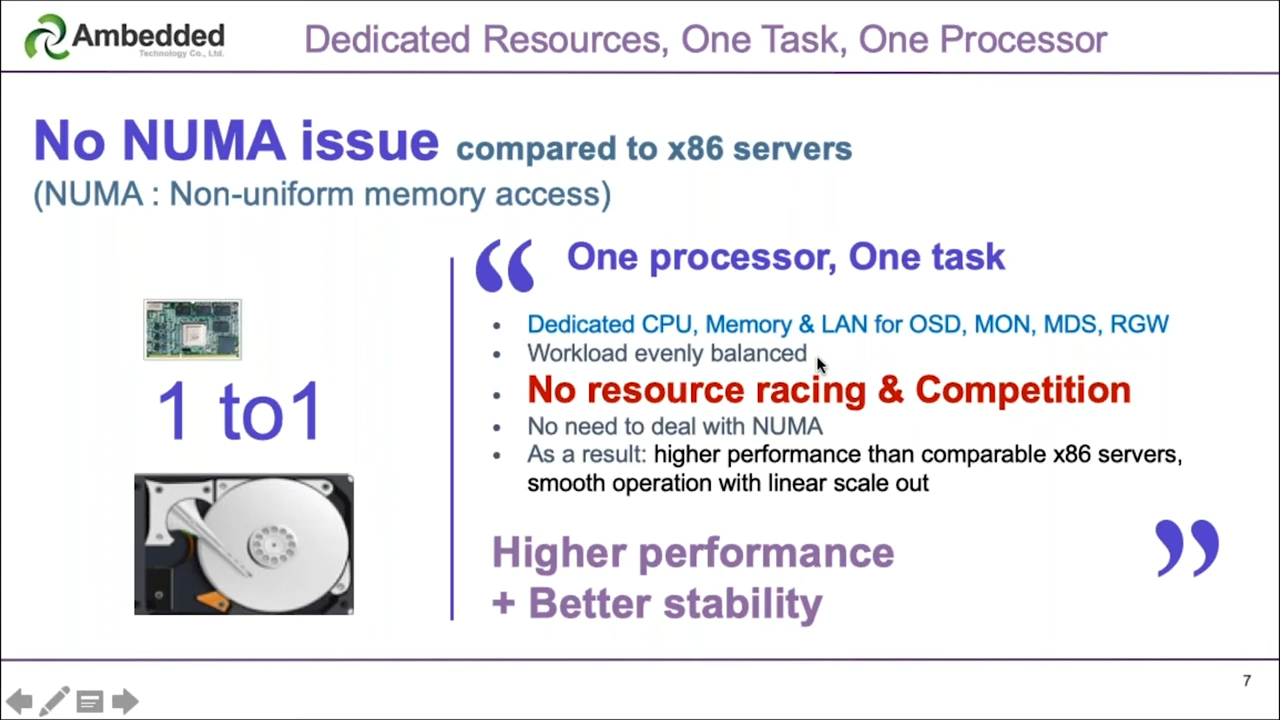 Ambedded
Technology Co., Ltd.
Dedicated Resources, One Task, One Processor
No NUMA issue compared to x86 servers
(NUMA : Non-uniform memory access)
“ One processor, One task
• Dedicated CPU, Memory & LAN for OSD, MON, MDS, RGW
• Workload evenly balanced
• No resource racing & Competition
• No need to deal with NUMA
• As a result: higher performance than comparable x86 servers,
smooth operation with linear scale out
1 to1
Higher performance
+ Better stability
”
7